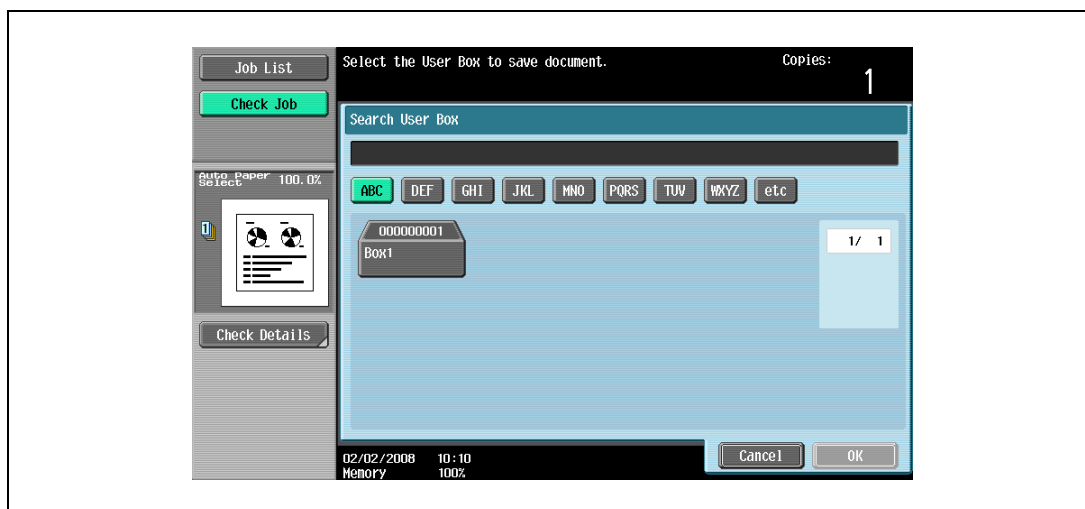 Job List
Check Job
Select the User Box to save document.
Copies:
1
Search User Box
Auto Paper Select 100.0%
ABC DEF GHI JKL MNO PQRS TUV WXYZ etc
1
000000001
Box1
1/ 1
Check Details
02/02/2008 10:10
Memory 100%
Cancel OK